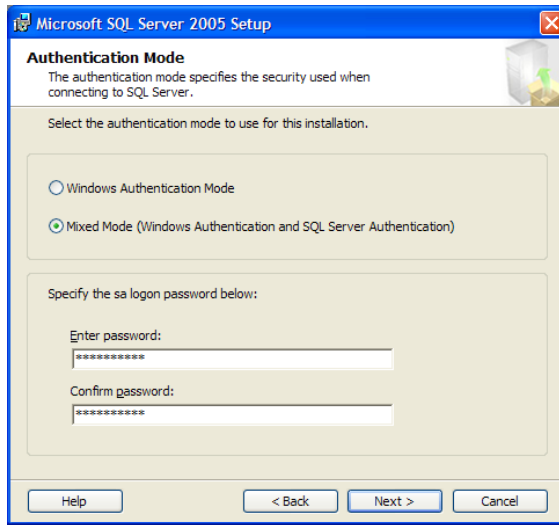 Microsoft SQL Server 2005 Setup
Authentication Mode
The authentication mode specifies the security used when
connecting to SQL Server.
Select the authentication mode to use for this installation.
Windows Authentication Mode
Mixed Mode (Windows Authentication and SQL Server Authentication)
Specify the sa logon password below:
Enter password:
**********
Confirm password:
**********
Help
< Back
Next >
Cancel